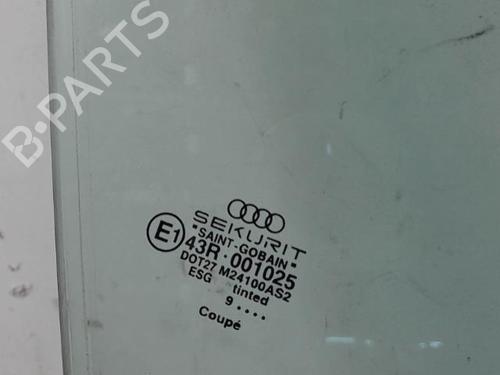 B-PARTS
SEKURIT
SAINT-GOBAIN
E1
43R-001025
DOT27 M24100AS2
ESG tinted
9 ....
Coupé